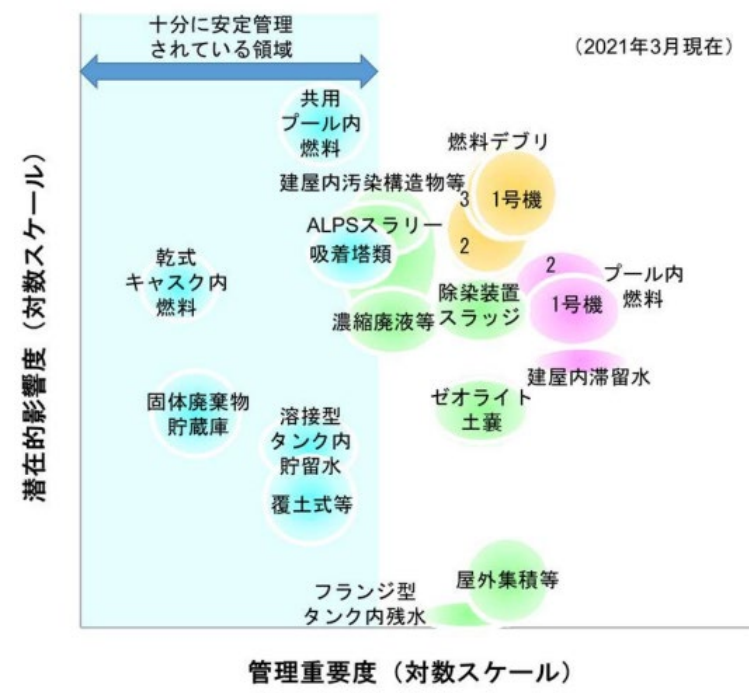 十分に安定管理
されている領域
（2021年3月現在）
共用
プール内
燃料
燃料デブリ
建屋内汚染構造物等
3
1号機
2
ALPSスラリー
吸着塔類
乾式
キャスク内
燃料
2
プール内
燃料
1号機
除染装置
スラッジ
濃縮廃液等
建屋内滞留水
固体廃棄物
貯蔵庫
ゼオライト
土嚢
溶接型
タンク内
貯留水
覆土式等
屋外集積等
フランジ型
タンク内残水
潜在的影響度（対数スケール）
管理重要度（対数スケール）